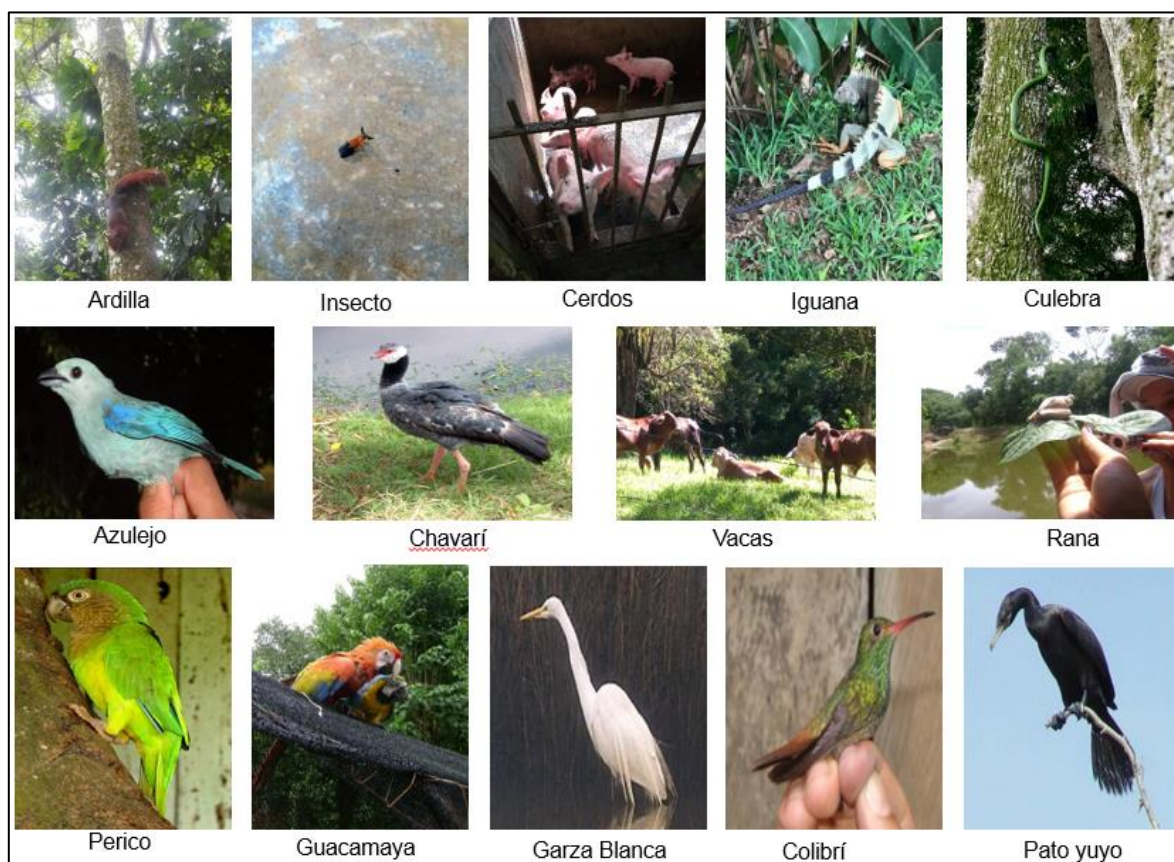 Ardilla
Insecto
Cerdos
Iguana
Culebra
Azulejo
Chavarí
Vacas
Rana
Perico
Guacamaya
Garza Blanca
Colibrí
Pato yuyo